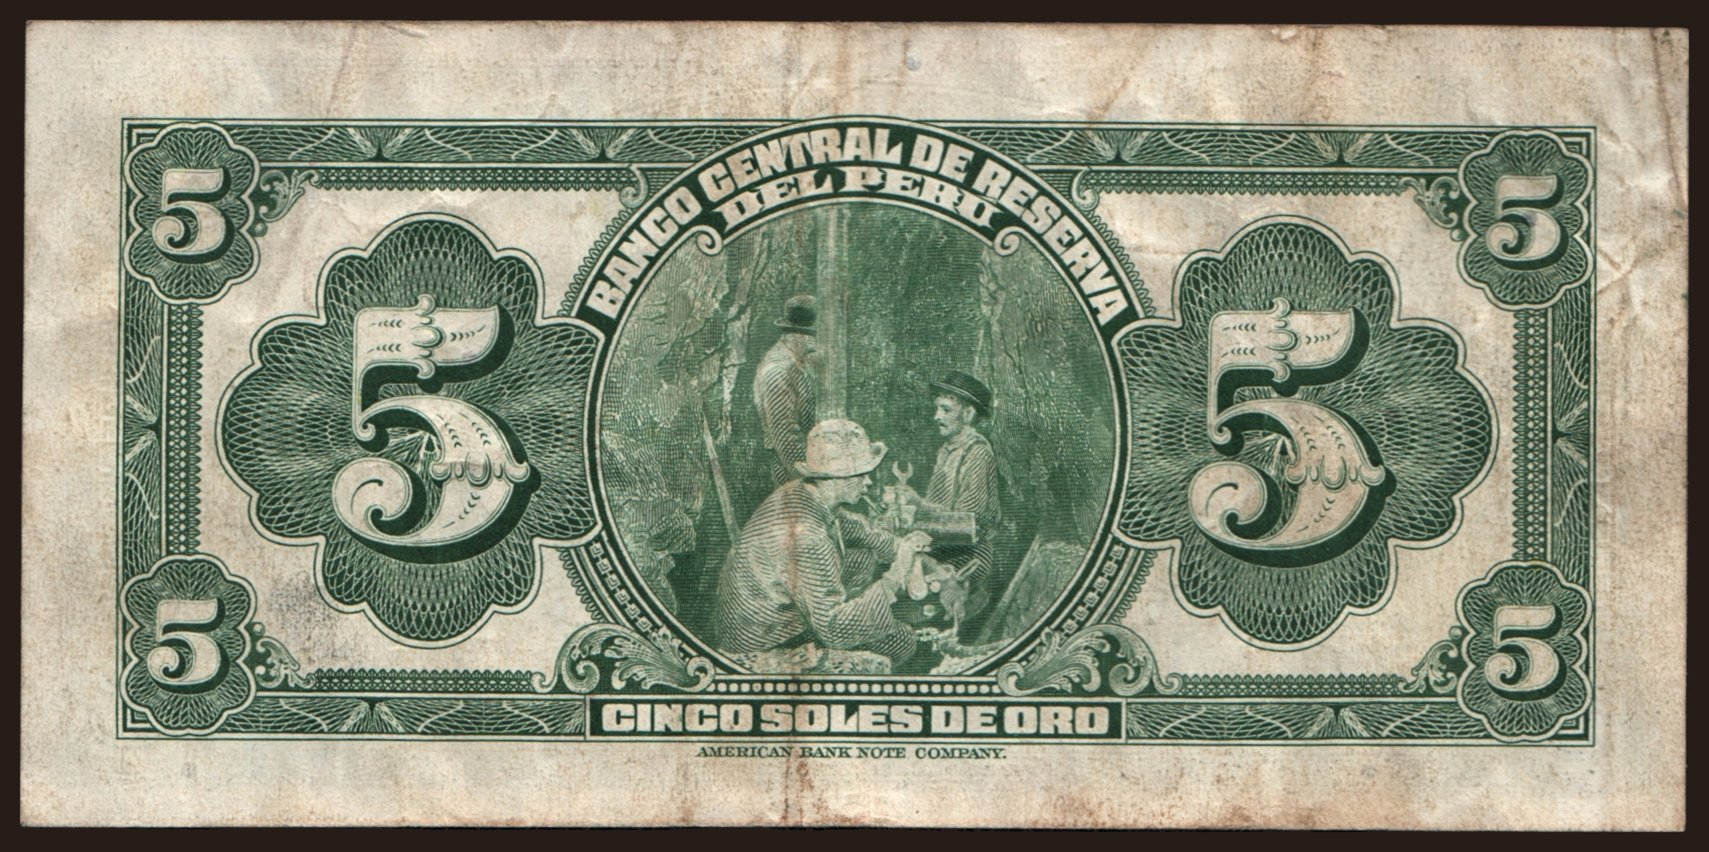 5
5
BANCO CENTRAL DE RESERVA
DEL PERU
5
5
5
5
CINCO SOLES DE ORO
AMERICAN BANK NOTE COMPANY.